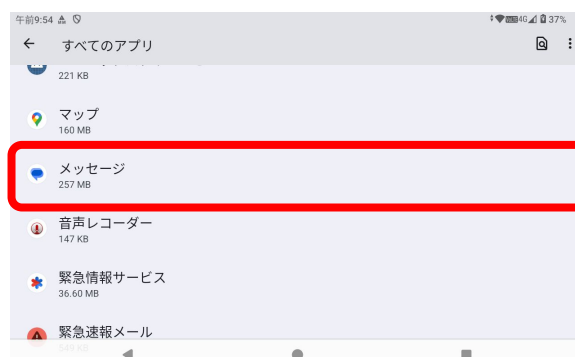 午前9:54 4G 37%
すべてのアプリ
221 KB
マップ
160 MB
メッセージ
257 MB
音声レコーダー
147 KB
緊急情報サービス
36.60 MB
緊急速報メール